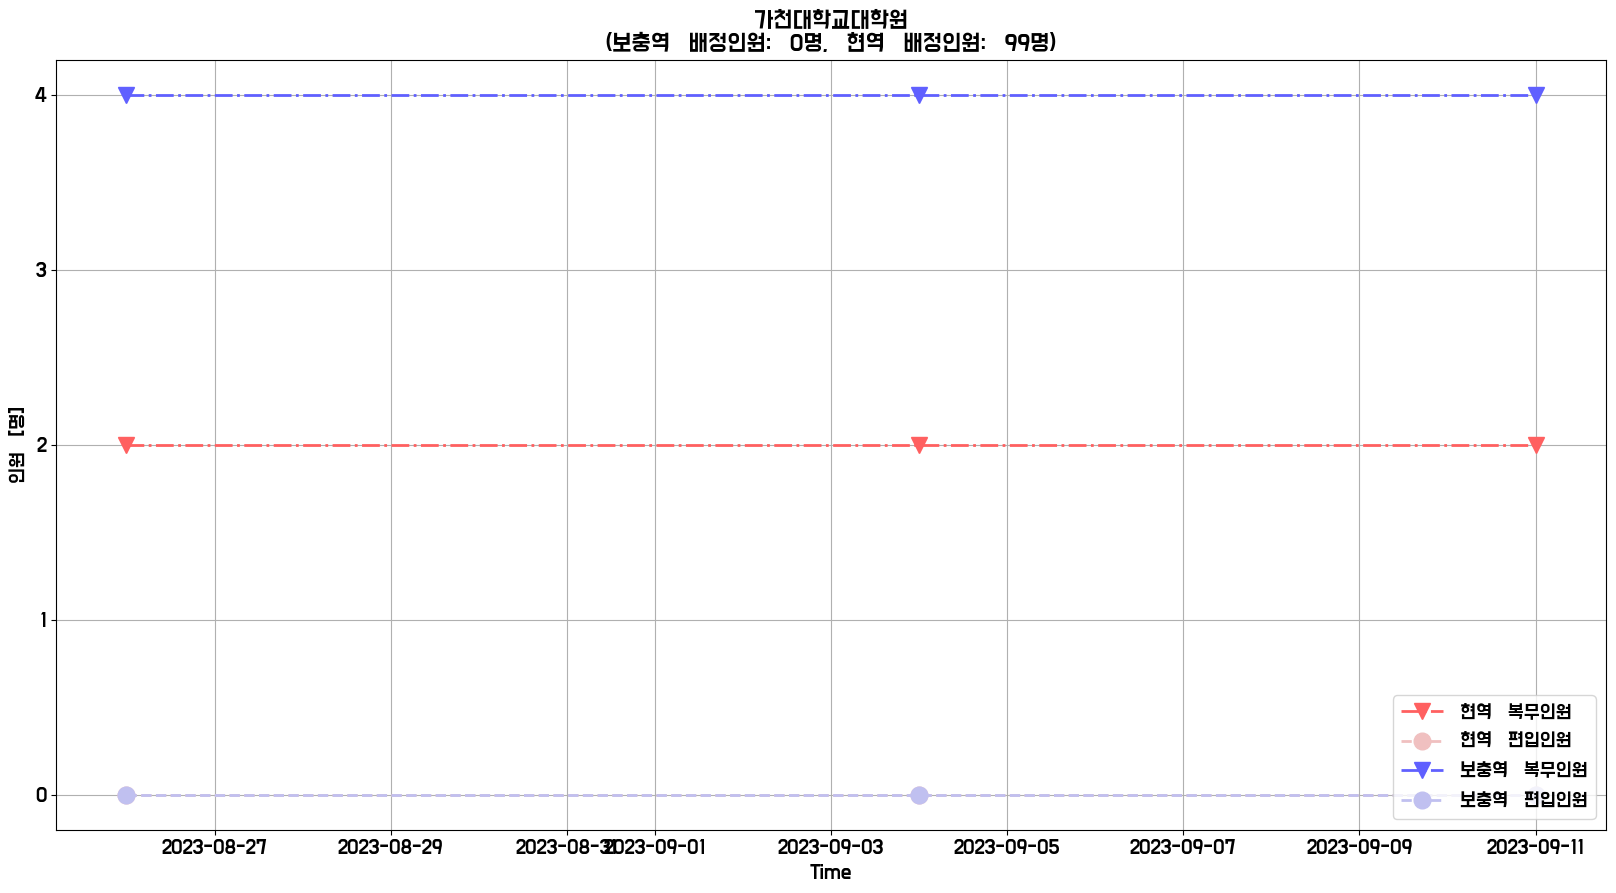 가천대학교대학원
(보충역 배정인원: 0명, 현역 배정인원: 99명)
인원 [명]
4
3
2
1
0
2023-08-27
2023-08-29
2023-08-31
2023-09-01
2023-09-03
2023-09-05
2023-09-07
2023-09-09
2023-09-11
Time
현역 복무인원
현역 편입인원
보충역 복무인원
보충역 편입인원